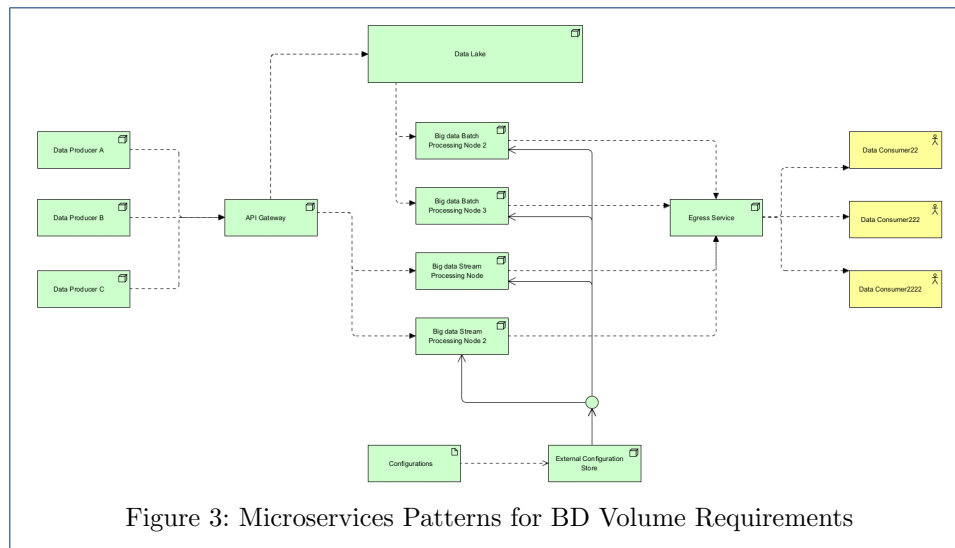 Data Lake
Data Producer A
Data Producer B
Data Producer C
API Gateway
Big data Batch
Processing Node 2
Big data Batch
Processing Node 3
Big data Stream
Processing Node
Big data Stream
Processing Node 2
Egress Service
Data Consumer22
Data Consumer222
Data Consumer2222
Configurations
External Configuration
Store
Figure 3: Microservices Patterns for BD Volume Requirements